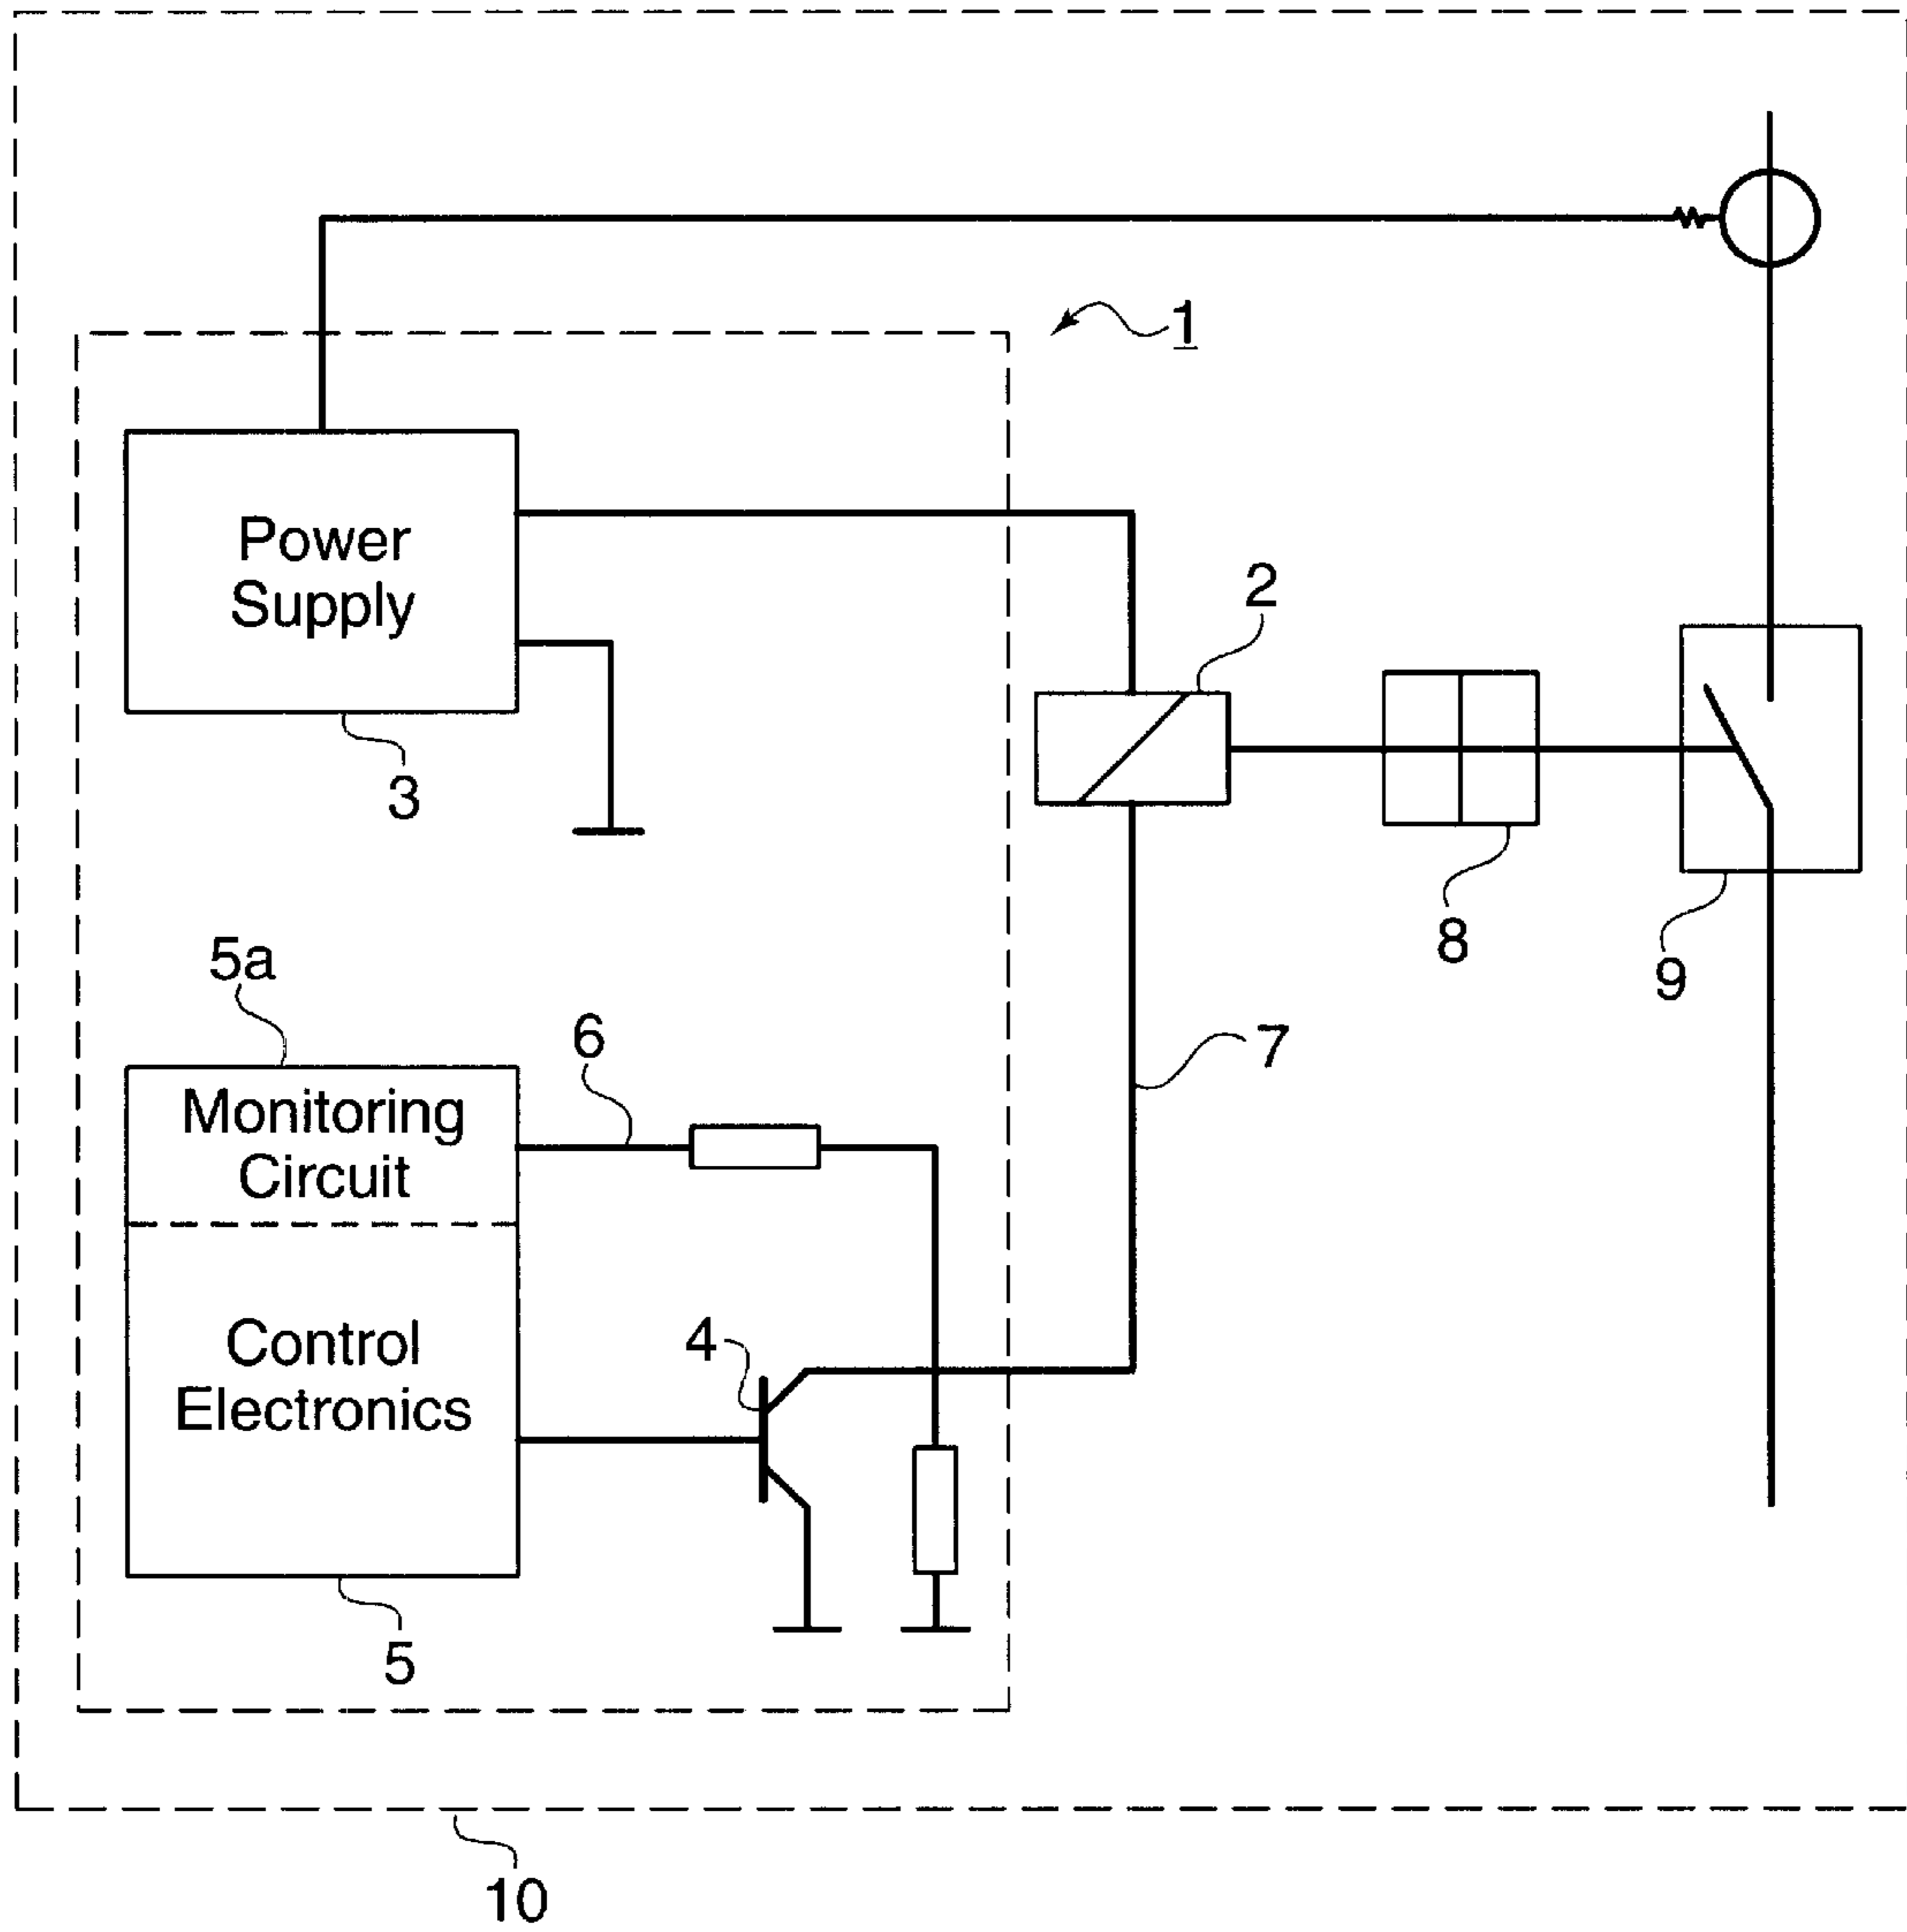 1
Power
Supply
2
3
8
9
5a
6
7
Monitoring
Circuit
4
Control
Electronics
5
10